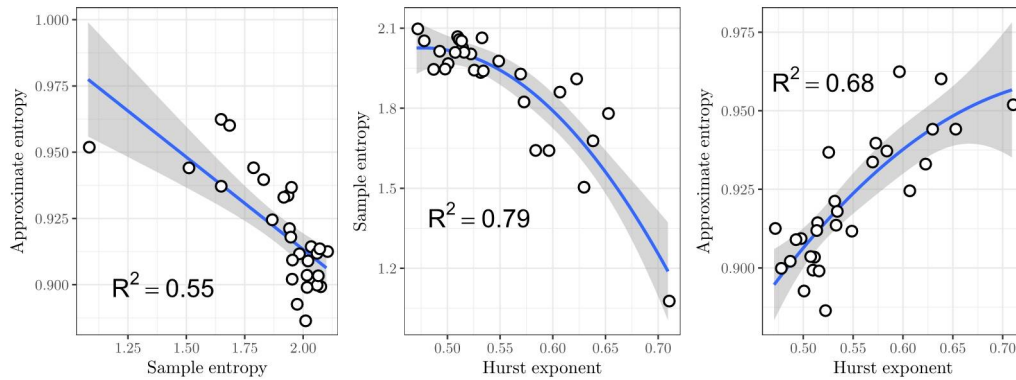 1.000
0.975
0.950
0.925
0.900
Approximate entropy
R² = 0.55
1.25 1.50 1.75 2.00
Sample entropy
2.1
1.8
1.5
1.2
Sample entropy
R² = 0.79
0.50 0.55 0.60 0.65 0.70
Hurst exponent
0.975
0.950
0.925
0.900
Approximate entropy
R² = 0.68
0.50 0.55 0.60 0.65 0.70
Hurst exponent